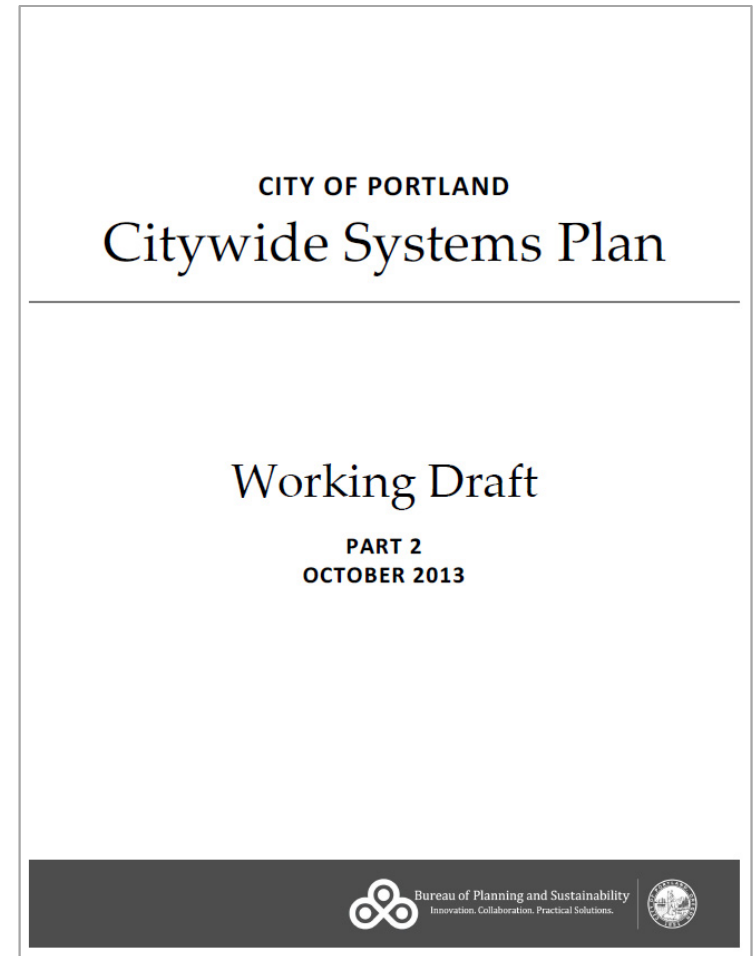 CITY OF PORTLAND
Citywide Systems Plan
Working Draft
PART 2
OCTOBER 2013
Bureau of Planning and Sustainability
Innovation. Collaboration. Practical Solutions.